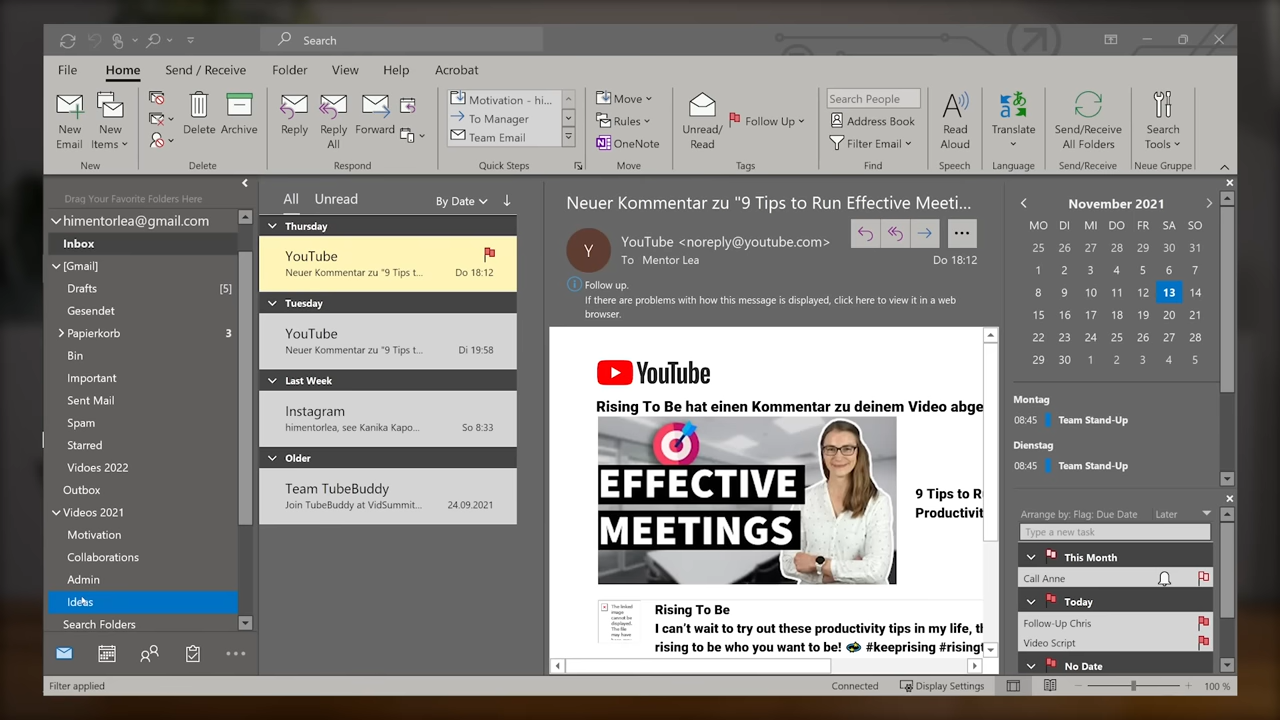 Search
File Home Send / Receive Folder View Help Acrobat
New Email
New Items
New
Delete
Archive
Delete
Reply
Reply All
Forward
Respond
Motivation - hi...
To Manager
Team Email
Quick Steps
Move
Rules
OneNote
Move
Unread/ Read
Follow Up
Tags
Search People
Address Book
Filter Email
Find
Read Aloud
Speech
Translate
Language
Send/Receive All Folders
Send/Receive
Search Tools
Neue Gruppe
Drag Your Favorite Folders Here
himentorlea@gmail.com
Inbox
[Gmail]
Drafts [5]
Gesendet
Papierkorb 3
Bin
Important
Sent Mail
Spam
Starred
Vidoes 2022
Outbox
Videos 2021
Motivation
Collaborations
Admin
Ideas
Search Folders
All Unread By Date
Thursday
YouTube
Neuer Kommentar zu "9 Tips t... Do 18:12
Tuesday
YouTube
Neuer Kommentar zu "9 Tips t... Di 19:58
Last Week
Instagram
himentorlea, see Kanika Kapo... So 8:33
Older
Team TubeBuddy
Join TubeBuddy at VidSummit... 24.09.2021
Neuer Kommentar zu "9 Tips to Run Effective Meeti...
Y
YouTube <noreply@youtube.com>
To Mentor Lea
Do 18:12
Follow up.
If there are problems with how this message is displayed, click here to view it in a web
browser.
YouTube
Rising To Be hat einen Kommentar zu deinem Video abge
EFFECTIVE
MEETINGS
9 Tips to R
Productivit
The linked
image
cannot be
displayed.
The file
may have
Rising To Be
I can't wait to try out these productivity tips in my life, th
rising to be who you want to be! #keeprising #risingt
November 2021
MO DI MI DO FR SA SO
25 26 27 28 29 30 31
1 2 3 4 5 6 7
8 9 10 11 12 13 14
15 16 17 18 19 20 21
22 23 24 25 26 27 28
29 30 1 2 3 4 5
Montag
08:45 Team Stand-Up
Dienstag
08:45 Team Stand-Up
Arrange by: Flag: Due Date Later
Type a new task
This Month
Call Anne
Today
Follow-Up Chris
Video Script
No Date
Filter applied
Connected
Display Settings
100 %